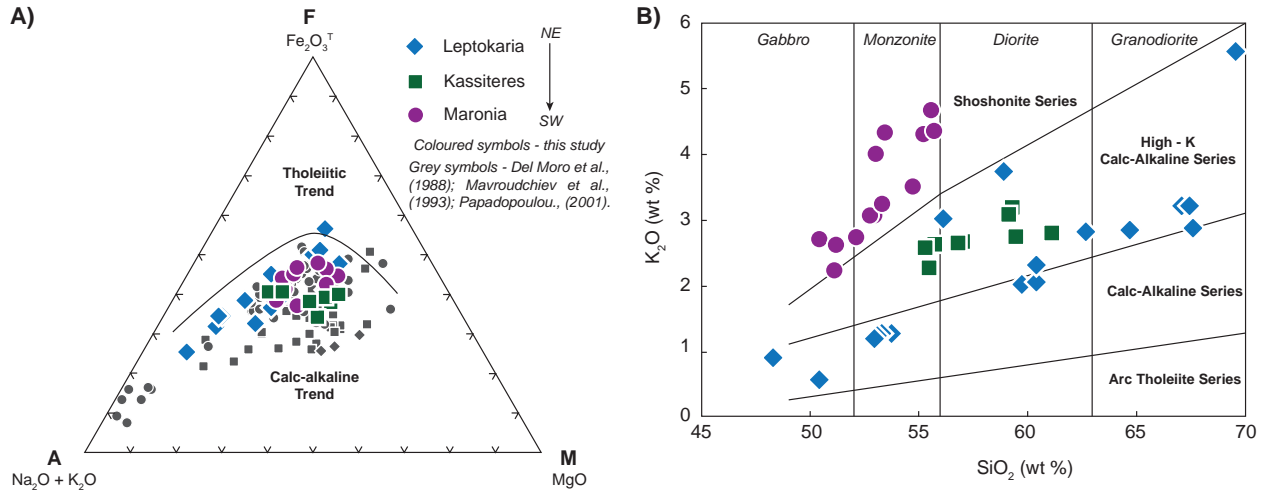 A)
F
Fe₂O₃ᵀ
Leptokaria
Kassiteres
Maronia
NE
SW
Coloured symbols - this study
Grey symbols - Del Moro et al.,
(1988); Mavroudchiev et al.,
(1993); Papadopoulou., (2001).
Tholeiitic
Trend
Calc-alkaline
Trend
A
Na₂O + K₂O
M
MgO
B)
Gabbro
Monzonite
Diorite
Granodiorite
Shoshonite Series
High - K
Calc-Alkaline Series
Calc-Alkaline Series
Arc Tholeiite Series
K₂O (wt %)
6
5
4
3
2
1
0
45
50
55
60
65
70
SiO₂ (wt %)